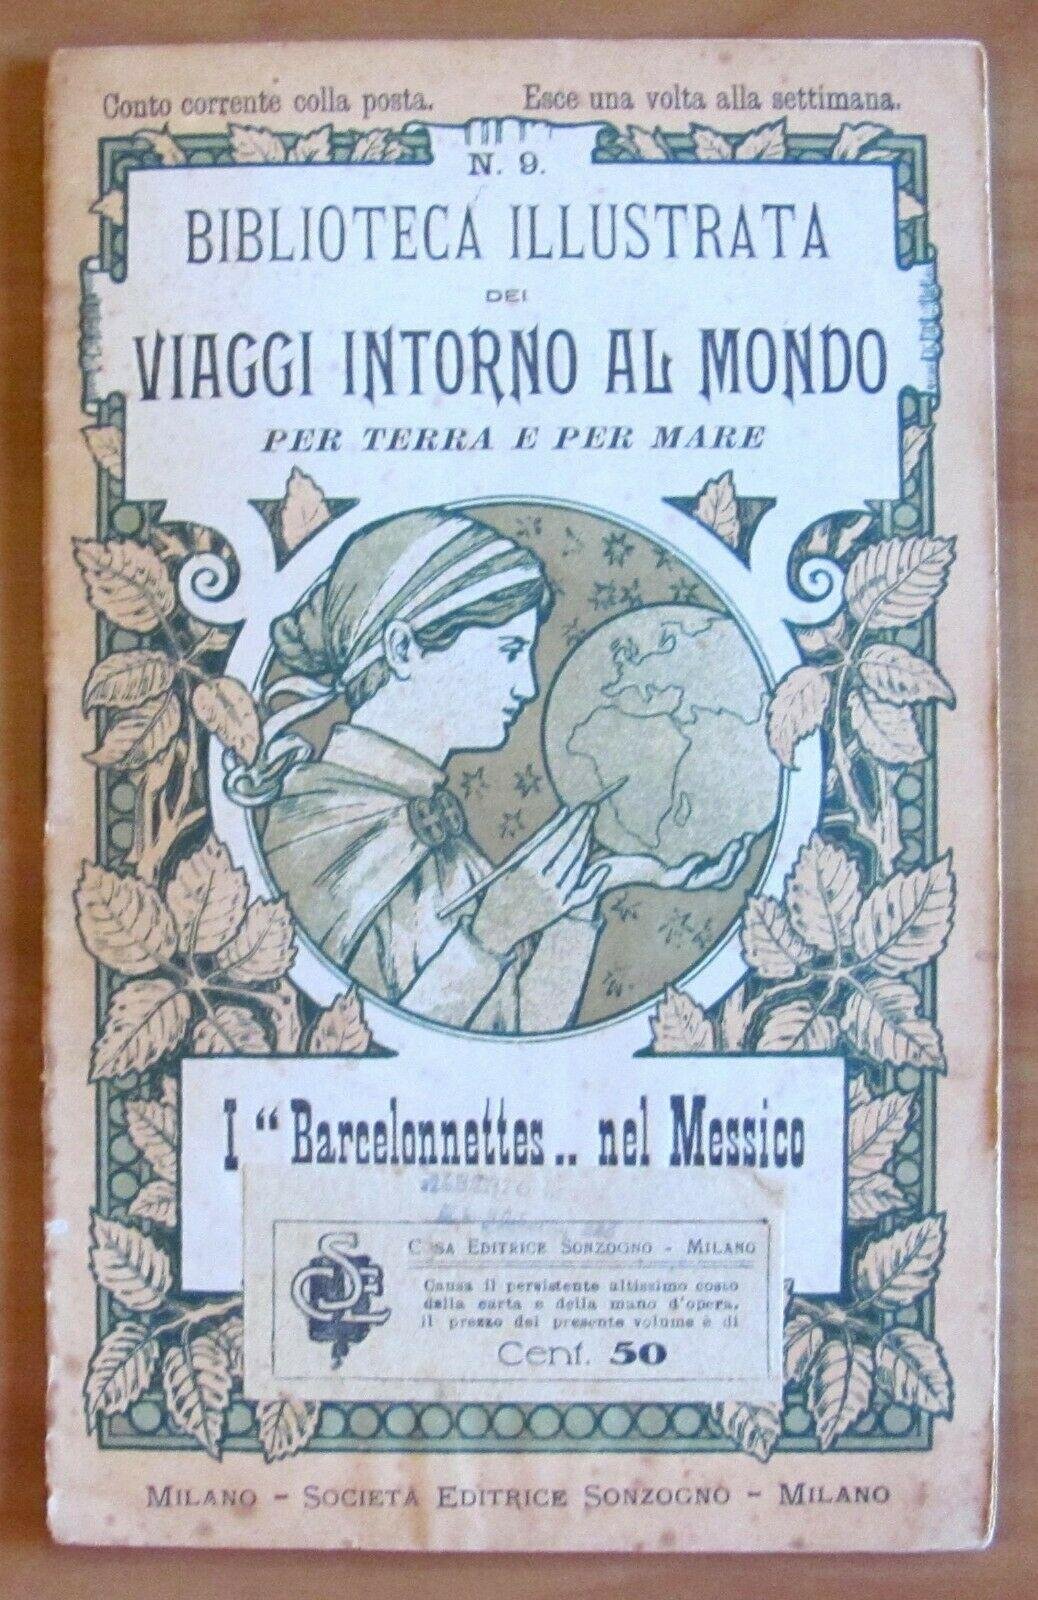 Conto corrente colla posta. Esce una volta alla settimana.
N. 9.
BIBLIOTECA ILLUSTRATA
DEI
VIAGGI INTORNO AL MONDO
PER TERRA E PER MARE
I “Barcelonnettes„ nel Messico
CASA EDITRICE SONZOGNO - MILANO
Causa il persistente altissimo costo
della carta e della mano d'opera,
il prezzo del presente volume è di
Cent. 50
MILANO - SOCIETÀ EDITRICE SONZOGNO - MILANO